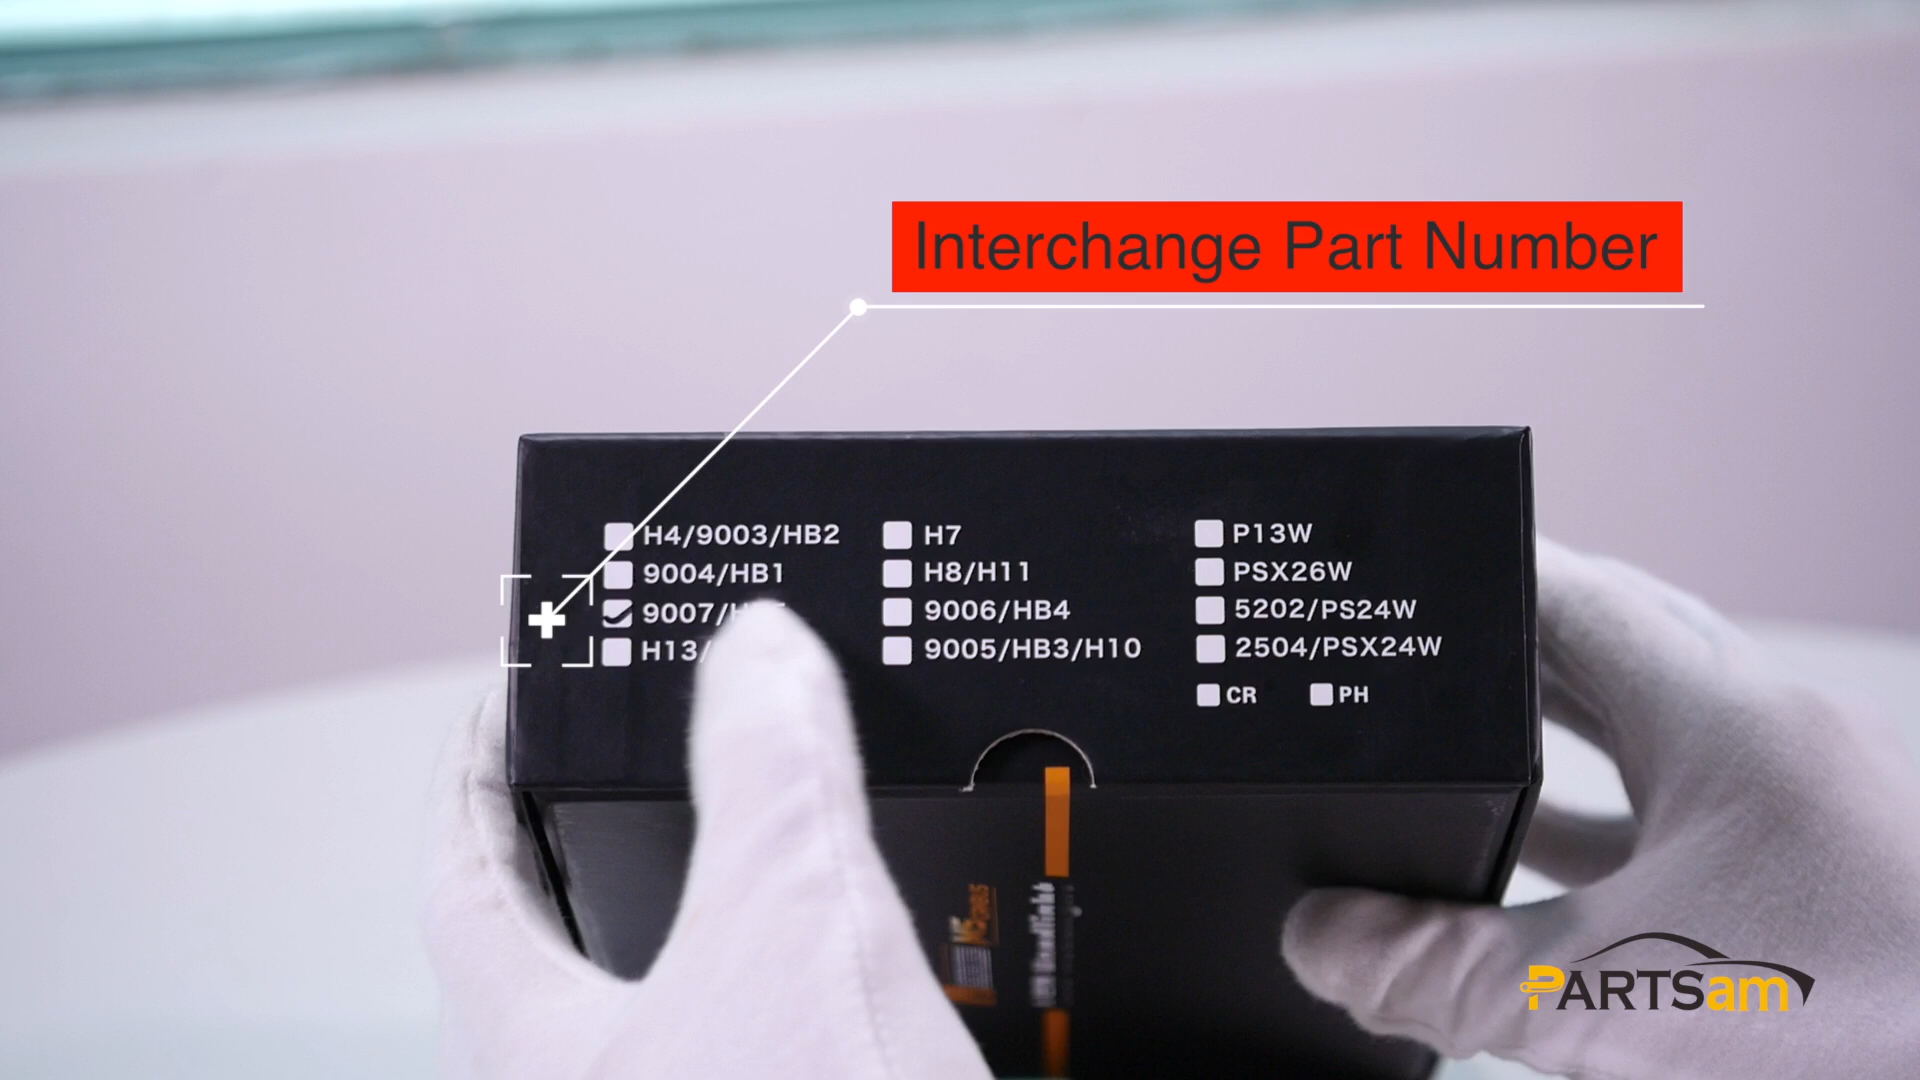 Interchange Part Number
H4/9003/HB2
9004/HB1
9007/
H13/
H7
H8/H11
9006/HB4
9005/HB3/H10
P13W
PSX26W
5202/PS24W
2504/PSX24W
CR PH
PARTSam